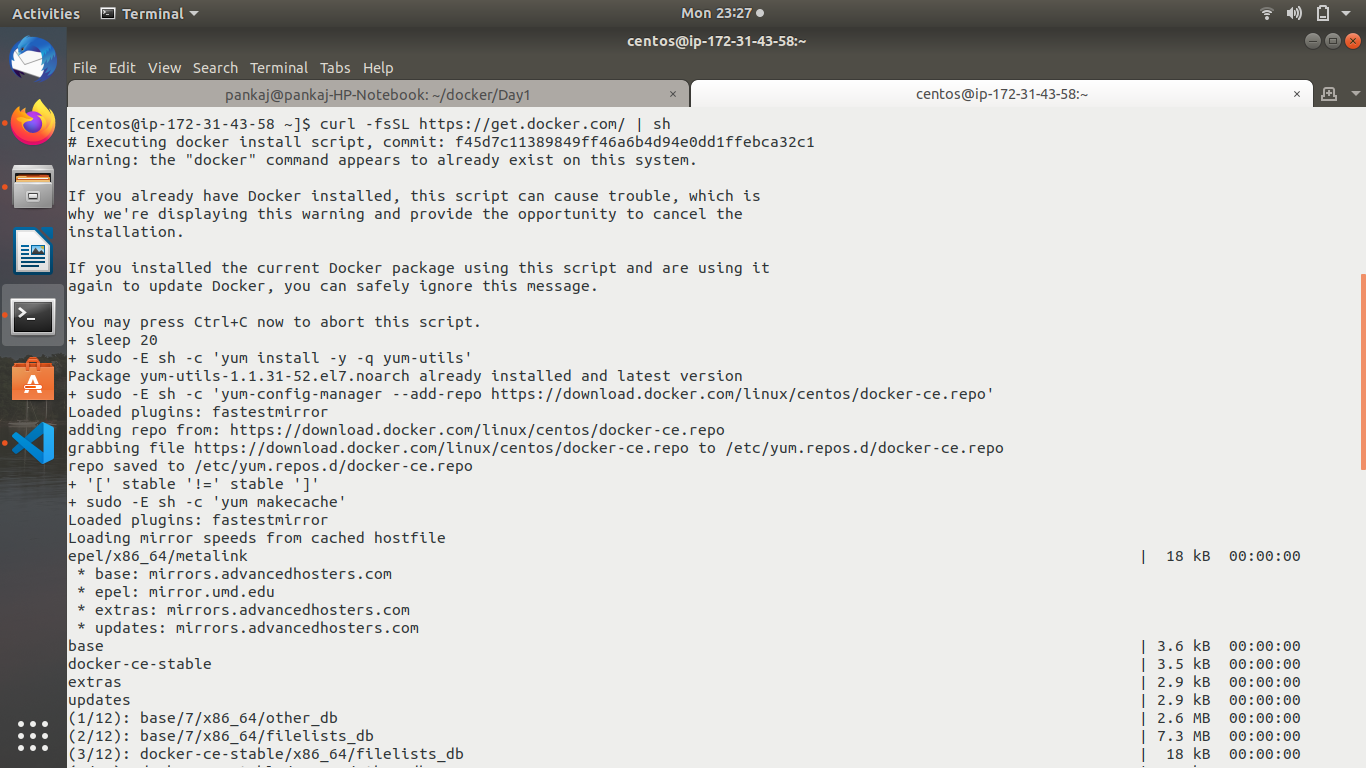 Activities Terminal Mon 23:27
centos@ip-172-31-43-58:~
File Edit View Search Terminal Tabs Help
pankaj@pankaj-HP-Notebook: ~/docker/Day1 × centos@ip-172-31-43-58:~ ×
[centos@ip-172-31-43-58 ~]$ curl -fsSL https://get.docker.com/ | sh
# Executing docker install script, commit: f45d7c11389849ff46a6b4d94e0dd1ffebca32c1
Warning: the "docker" command appears to already exist on this system.
If you already have Docker installed, this script can cause trouble, which is
why we're displaying this warning and provide the opportunity to cancel the
installation.
If you installed the current Docker package using this script and are using it
again to update Docker, you can safely ignore this message.
You may press Ctrl+C now to abort this script.
+ sleep 20
+ sudo -E sh -c 'yum install -y -q yum-utils'
Package yum-utils-1.1.31-52.el7.noarch already installed and latest version
+ sudo -E sh -c 'yum-config-manager --add-repo https://download.docker.com/linux/centos/docker-ce.repo'
Loaded plugins: fastestmirror
adding repo from: https://download.docker.com/linux/centos/docker-ce.repo
grabbing file https://download.docker.com/linux/centos/docker-ce.repo to /etc/yum.repos.d/docker-ce.repo
repo saved to /etc/yum.repos.d/docker-ce.repo
+ '[' stable '!=' stable ']'
+ sudo -E sh -c 'yum makecache'
Loaded plugins: fastestmirror
Loading mirror speeds from cached hostfile
epel/x86_64/metalink | 18 kB 00:00:00
* base: mirrors.advancedhosters.com
* epel: mirror.umd.edu
* extras: mirrors.advancedhosters.com
* updates: mirrors.advancedhosters.com
base | 3.6 kB 00:00:00
docker-ce-stable | 3.5 kB 00:00:00
extras | 2.9 kB 00:00:00
updates | 2.9 kB 00:00:00
(1/12): base/7/x86_64/other_db | 2.6 MB 00:00:00
(2/12): base/7/x86_64/filelists_db | 7.3 MB 00:00:00
(3/12): docker-ce-stable/x86_64/filelists_db | 18 kB 00:00:00